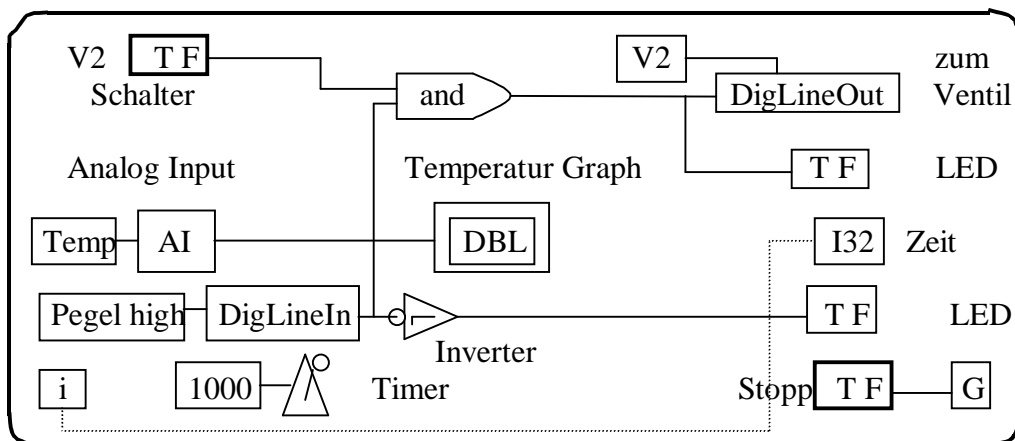 V2 T F V2 zum
Schalter and DigLineOut Ventil
Analog Input Temperatur Graph T F LED
Temp AI DBL I32 Zeit
Pegel high DigLineIn T F LED
Inverter
i 1000 Timer Stopp T F G